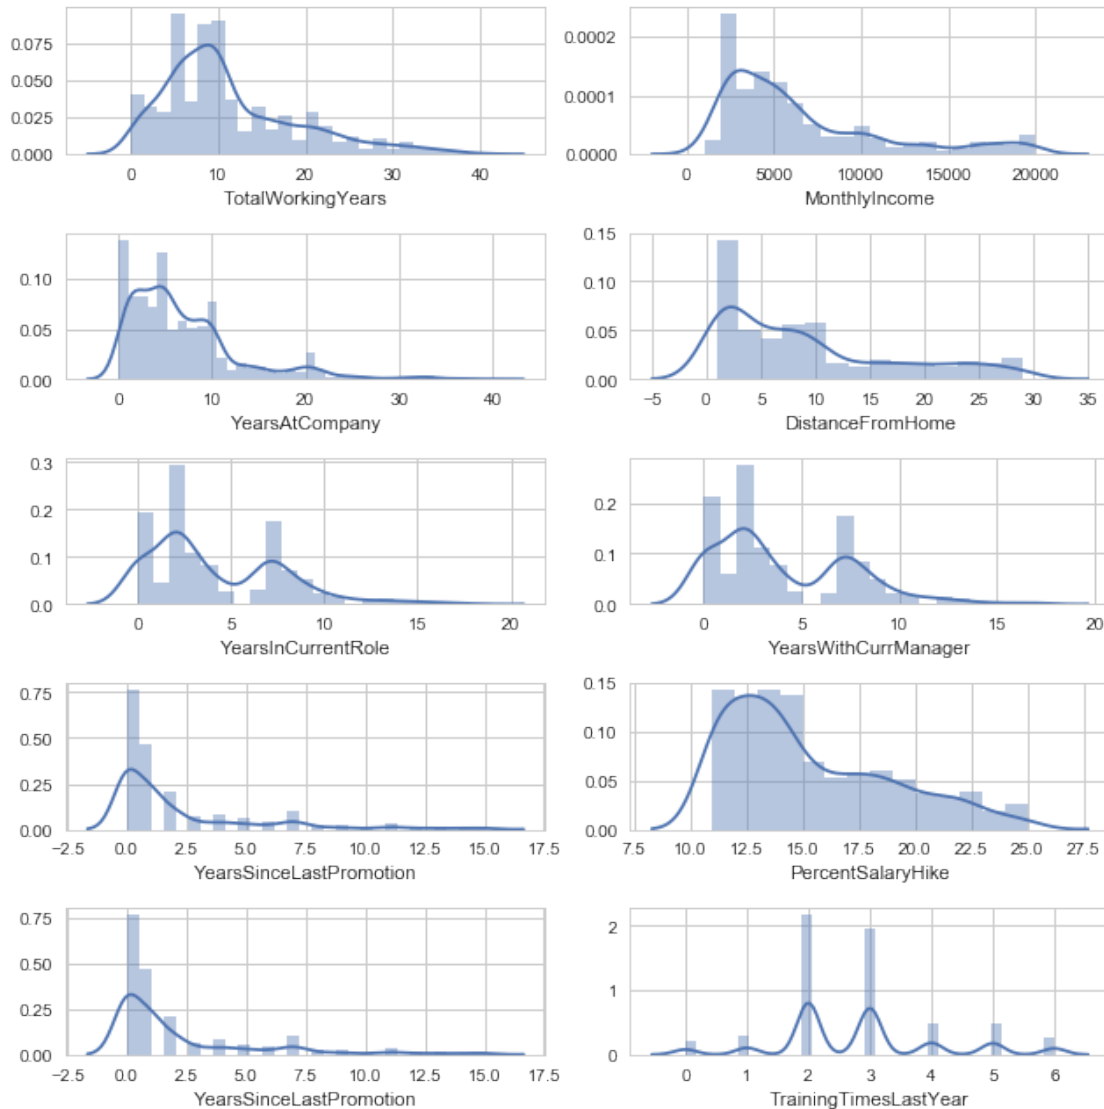 0.075
0.050
0.025
0.000
0 10 20 30 40
TotalWorkingYears
0.0002
0.0001
0.0000
0 5000 10000 15000 20000
MonthlyIncome
0.10
0.05
0.00
0 10 20 30 40
YearsAtCompany
0.15
0.10
0.05
0.00
−5 0 5 10 15 20 25 30 35
DistanceFromHome
0.3
0.2
0.1
0.0
0 5 10 15 20
YearsInCurrentRole
0.2
0.1
0.0
0 5 10 15 20
YearsWithCurrManager
0.75
0.50
0.25
0.00
−2.5 0.0 2.5 5.0 7.5 10.0 12.5 15.0 17.5
YearsSinceLastPromotion
0.15
0.10
0.05
0.00
7.5 10.0 12.5 15.0 17.5 20.0 22.5 25.0 27.5
PercentSalaryHike
0.75
0.50
0.25
0.00
−2.5 0.0 2.5 5.0 7.5 10.0 12.5 15.0 17.5
YearsSinceLastPromotion
2
1
0
0 1 2 3 4 5 6
TrainingTimesLastYear